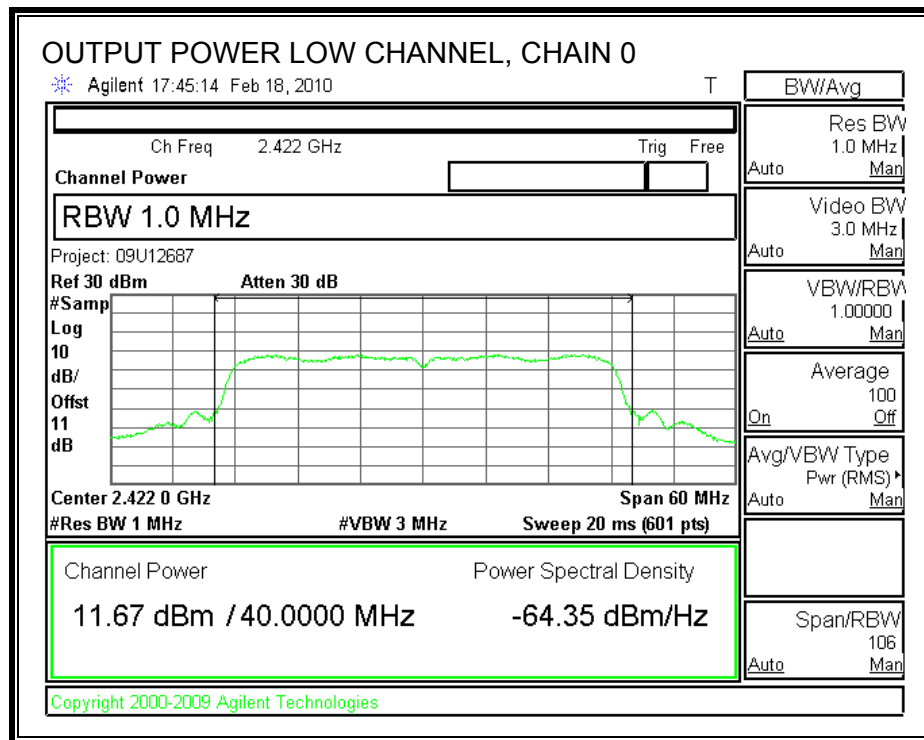 OUTPUT POWER LOW CHANNEL, CHAIN 0
Agilent 17:45:14 Feb 18, 2010 T
Ch Freq 2.422 GHz Trig Free
Channel Power
RBW 1.0 MHz
Project: 09U12687
Ref 30 dBm Atten 30 dB
#Samp
Log
10
dB/
Offst
11
dB
Center 2.422 0 GHz Span 60 MHz
#Res BW 1 MHz #VBW 3 MHz Sweep 20 ms (601 pts)
Channel Power Power Spectral Density
11.67 dBm / 40.0000 MHz -64.35 dBm/Hz
Copyright 2000-2009 Agilent Technologies
BW/Avg
Res BW
1.0 MHz
Auto Man
Video BW
3.0 MHz
Auto Man
VBW/RBW
1.00000
Auto Man
Average
100
On Off
Avg/VBW Type
Pwr (RMS)
Auto Man
Span/RBW
106
Auto Man